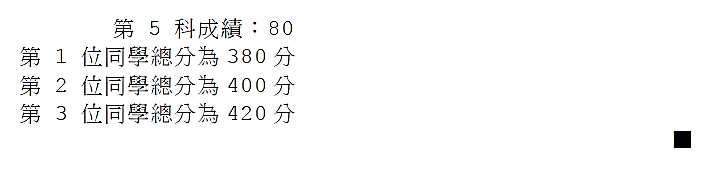 第 5 科成績：80
第 1 位同學總分為 380 分
第 2 位同學總分為 400 分
第 3 位同學總分為 420 分